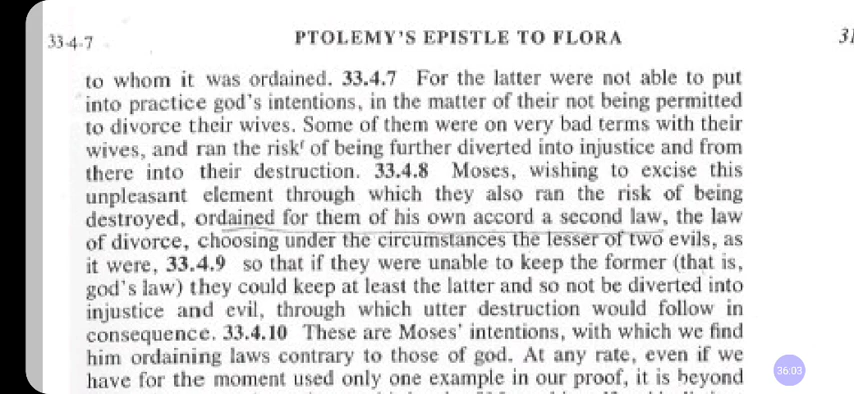 33·4·7
PTOLEMY'S EPISTLE TO FLORA
31
to whom it was ordained. 33.4.7 For the latter were not able to put
into practice god's intentions, in the matter of their not being permitted
to divorce their wives. Some of them were on very bad terms with their
wives, and ran the riskᶠ of being further diverted into injustice and from
there into their destruction. 33.4.8 Moses, wishing to excise this
unpleasant element through which they also ran the risk of being
destroyed, ordained for them of his own accord a second law, the law
of divorce, choosing under the circumstances the lesser of two evils, as
it were, 33.4.9 so that if they were unable to keep the former (that is,
god's law) they could keep at least the latter and so not be diverted into
injustice and evil, through which utter destruction would follow in
consequence. 33.4.10 These are Moses' intentions, with which we find
him ordaining laws contrary to those of god. At any rate, even if we
have for the moment used only one example in our proof, it is beyond
36:03